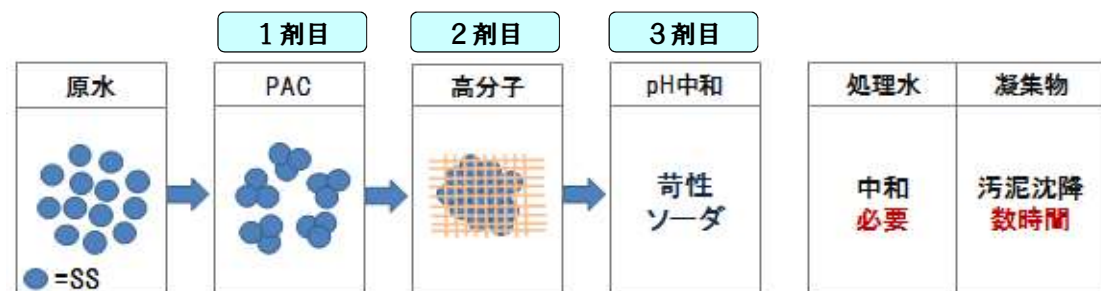 1剤目
2剤目
3剤目
原水
PAC
高分子
pH中和
処理水
凝集物
=SS
苛性
ソーダ
中和
必要
汚泥沈降
数時間